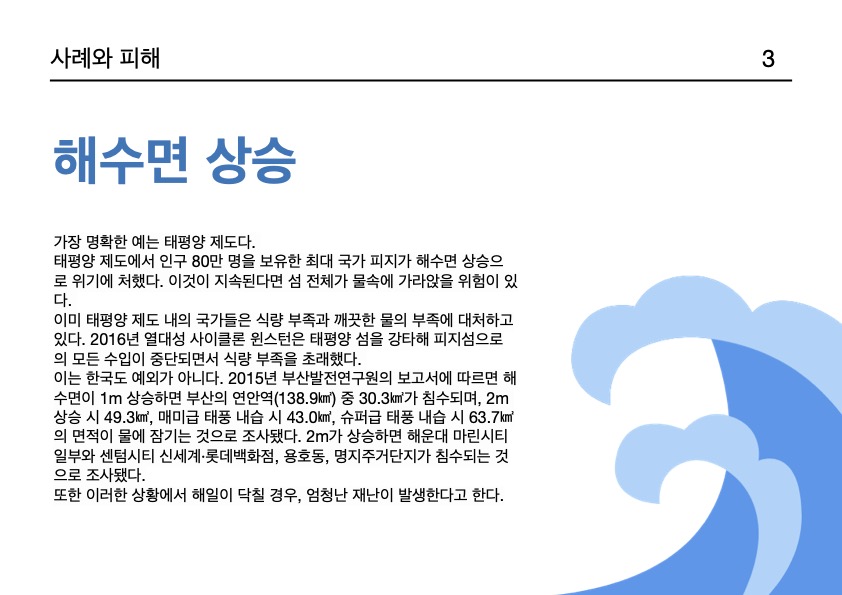 사례와 피해
3
해수면 상승
가장 명확한 예는 태평양 제도다.
태평양 제도에서 인구 80만 명을 보유한 최대 국가 피지가 해수면 상승으
로 위기에 처했다. 이것이 지속된다면 섬 전체가 물속에 가라앉을 위험이 있
다.
이미 태평양 제도 내의 국가들은 식량 부족과 깨끗한 물의 부족에 대처하고
있다. 2016년 열대성 사이클론 윈스턴은 태평양 섬을 강타해 피지섬으로
의 모든 수입이 중단되면서 식량 부족을 초래했다.
이는 한국도 예외가 아니다. 2015년 부산발전연구원의 보고서에 따르면 해
수면이 1m 상승하면 부산의 연안역(138.9㎢) 중 30.3㎢가 침수되며, 2m
상승 시 49.3㎢, 매미급 태풍 내습 시 43.0㎢, 슈퍼급 태풍 내습 시 63.7㎢
의 면적이 물에 잠기는 것으로 조사됐다. 2m가 상승하면 해운대 마린시티
일부와 센텀시티 신세계·롯데백화점, 용호동, 명지주거단지가 침수되는 것
으로 조사됐다.
또한 이러한 상황에서 해일이 닥칠 경우, 엄청난 재난이 발생한다고 한다.